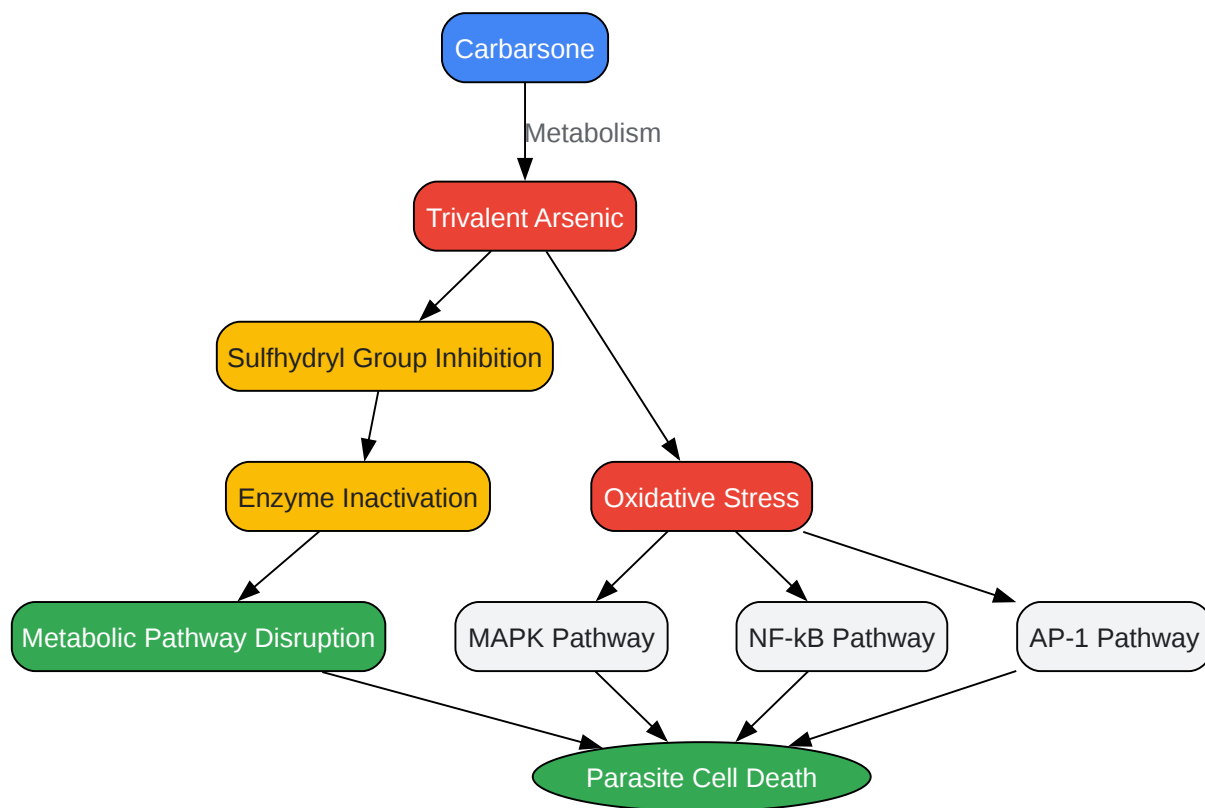 Carbarsone
Metabolism
Trivalent Arsenic
Sulfhydryl Group Inhibition
Enzyme Inactivation
Oxidative Stress
Metabolic Pathway Disruption
MAPK Pathway
NF-kB Pathway
AP-1 Pathway
Parasite Cell Death